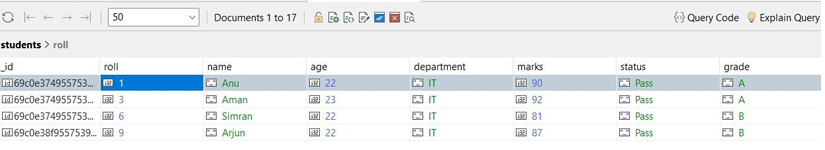 50 Documents 1 to 17 Query Code Explain Query
students > roll
_id roll name age department marks status grade
69c0e374955753... 1 Anu 22 IT 90 Pass A
69c0e374955753... 3 Aman 23 IT 92 Pass A
69c0e374955753... 6 Simran 22 IT 81 Pass B
69c0e38f9557539... 9 Arjun 22 IT 87 Pass B